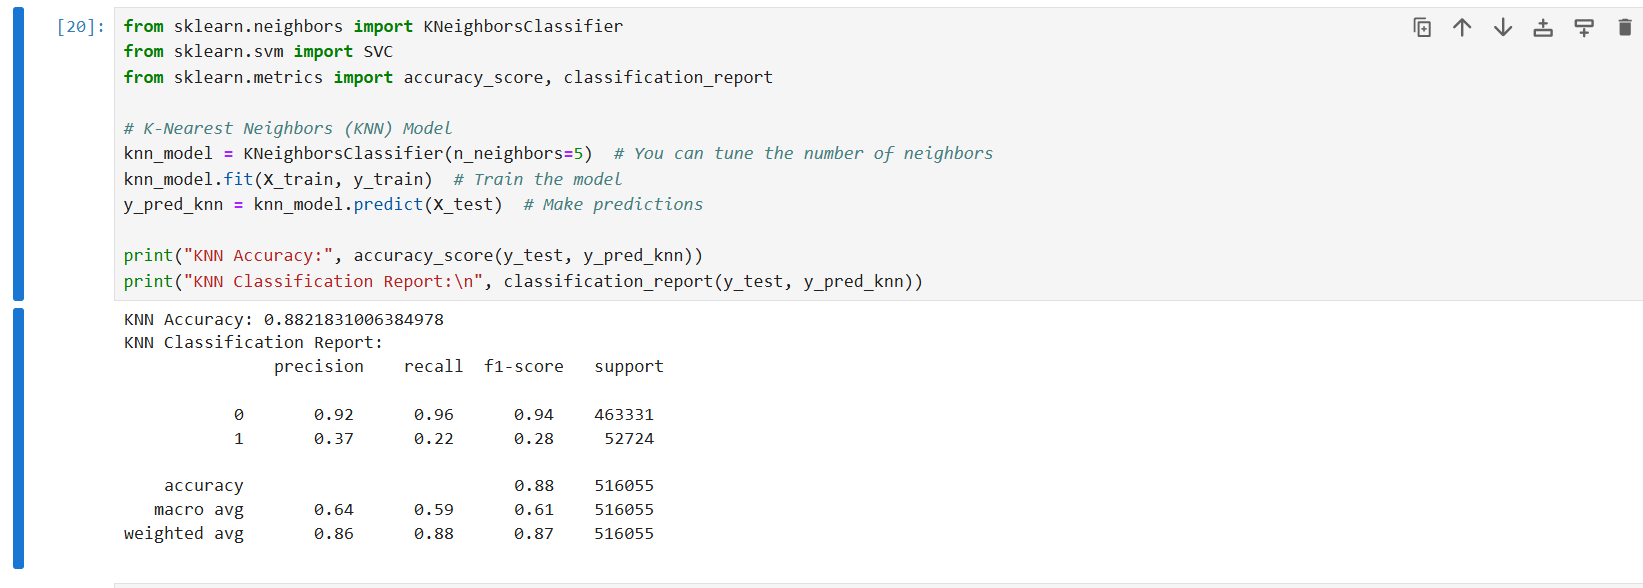 [20]:
from sklearn.neighbors import KNeighborsClassifier
from sklearn.svm import SVC
from sklearn.metrics import accuracy_score, classification_report

# K-Nearest Neighbors (KNN) Model
knn_model = KNeighborsClassifier(n_neighbors=5)  # You can tune the number of neighbors
knn_model.fit(X_train, y_train)  # Train the model
y_pred_knn = knn_model.predict(X_test)  # Make predictions

print("KNN Accuracy:", accuracy_score(y_test, y_pred_knn))
print("KNN Classification Report:\n", classification_report(y_test, y_pred_knn))
KNN Accuracy: 0.8821831006384978
KNN Classification Report:
               precision    recall  f1-score   support

           0       0.92      0.96      0.94    463331
           1       0.37      0.22      0.28     52724

    accuracy                           0.88    516055
   macro avg       0.64      0.59      0.61    516055
weighted avg       0.86      0.88      0.87    516055